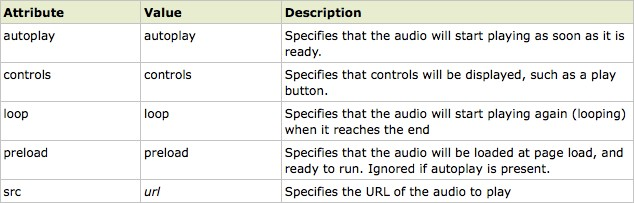 Attribute Value Description
autoplay autoplay Specifies that the audio will start playing as soon as it is
ready.
controls controls Specifies that controls will be displayed, such as a play
button.
loop loop Specifies that the audio will start playing again (looping)
when it reaches the end
preload preload Specifies that the audio will be loaded at page load, and
ready to run. Ignored if autoplay is present.
src url Specifies the URL of the audio to play